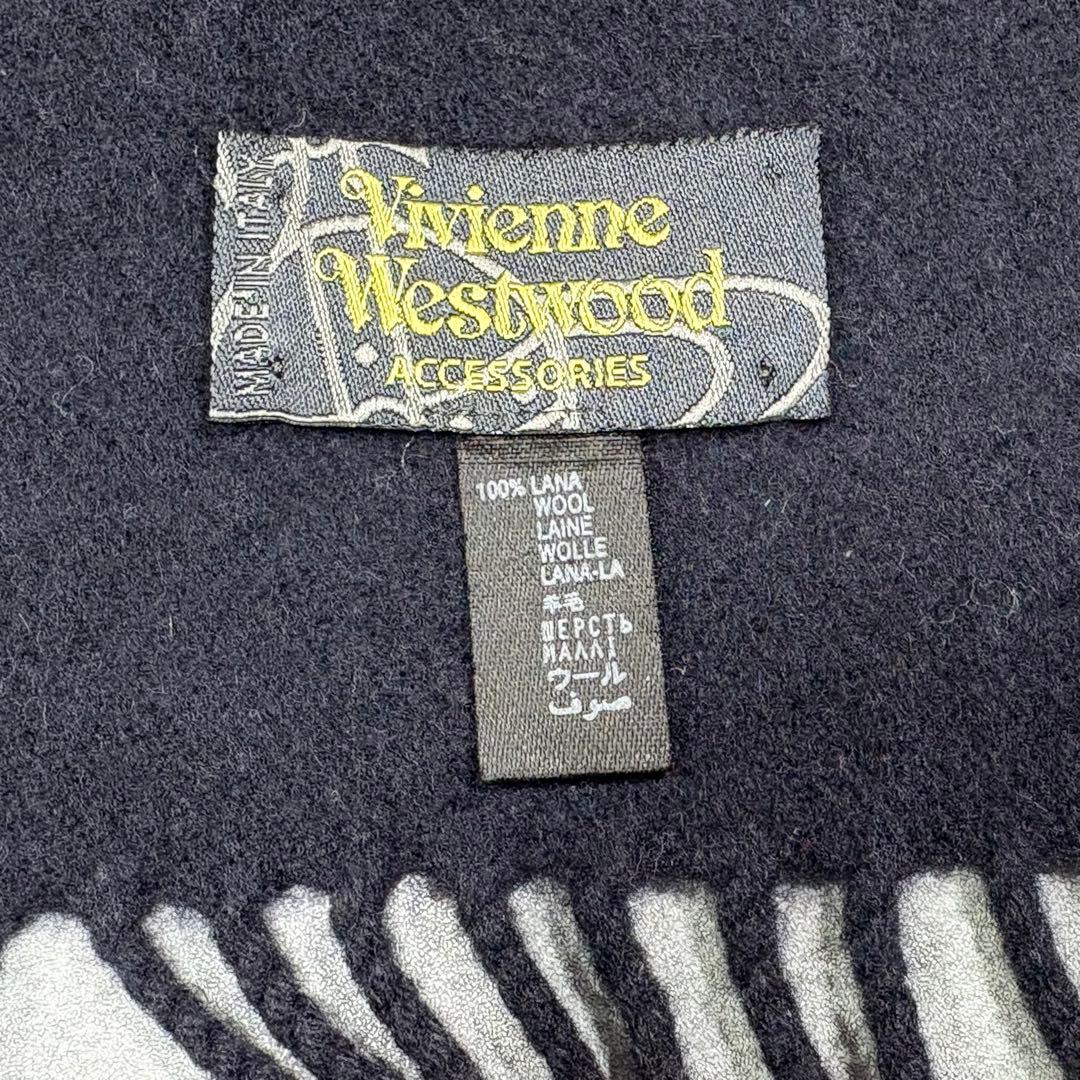 MADE IN ITALY
Vivienne
Westwood
ACCESSORIES
100% LANA
WOOL
LAINE
WOLLE
LANA-LA
羊毛
ШЕРСТЬ
ΜΑΛΛΙ
ウール
صوف